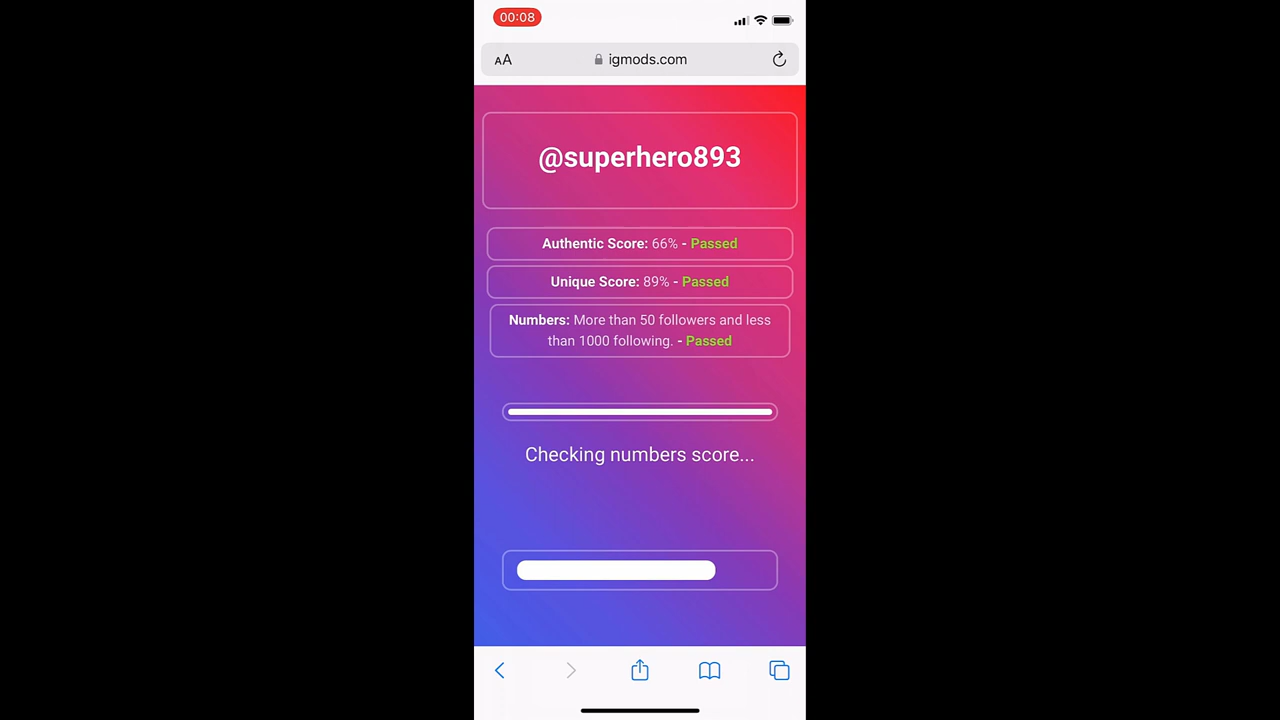 00:08
AA
igmods.com
@superhero893
Authentic Score: 66% - Passed
Unique Score: 89% - Passed
Numbers: More than 50 followers and less
than 1000 following. - Passed
Checking numbers score...